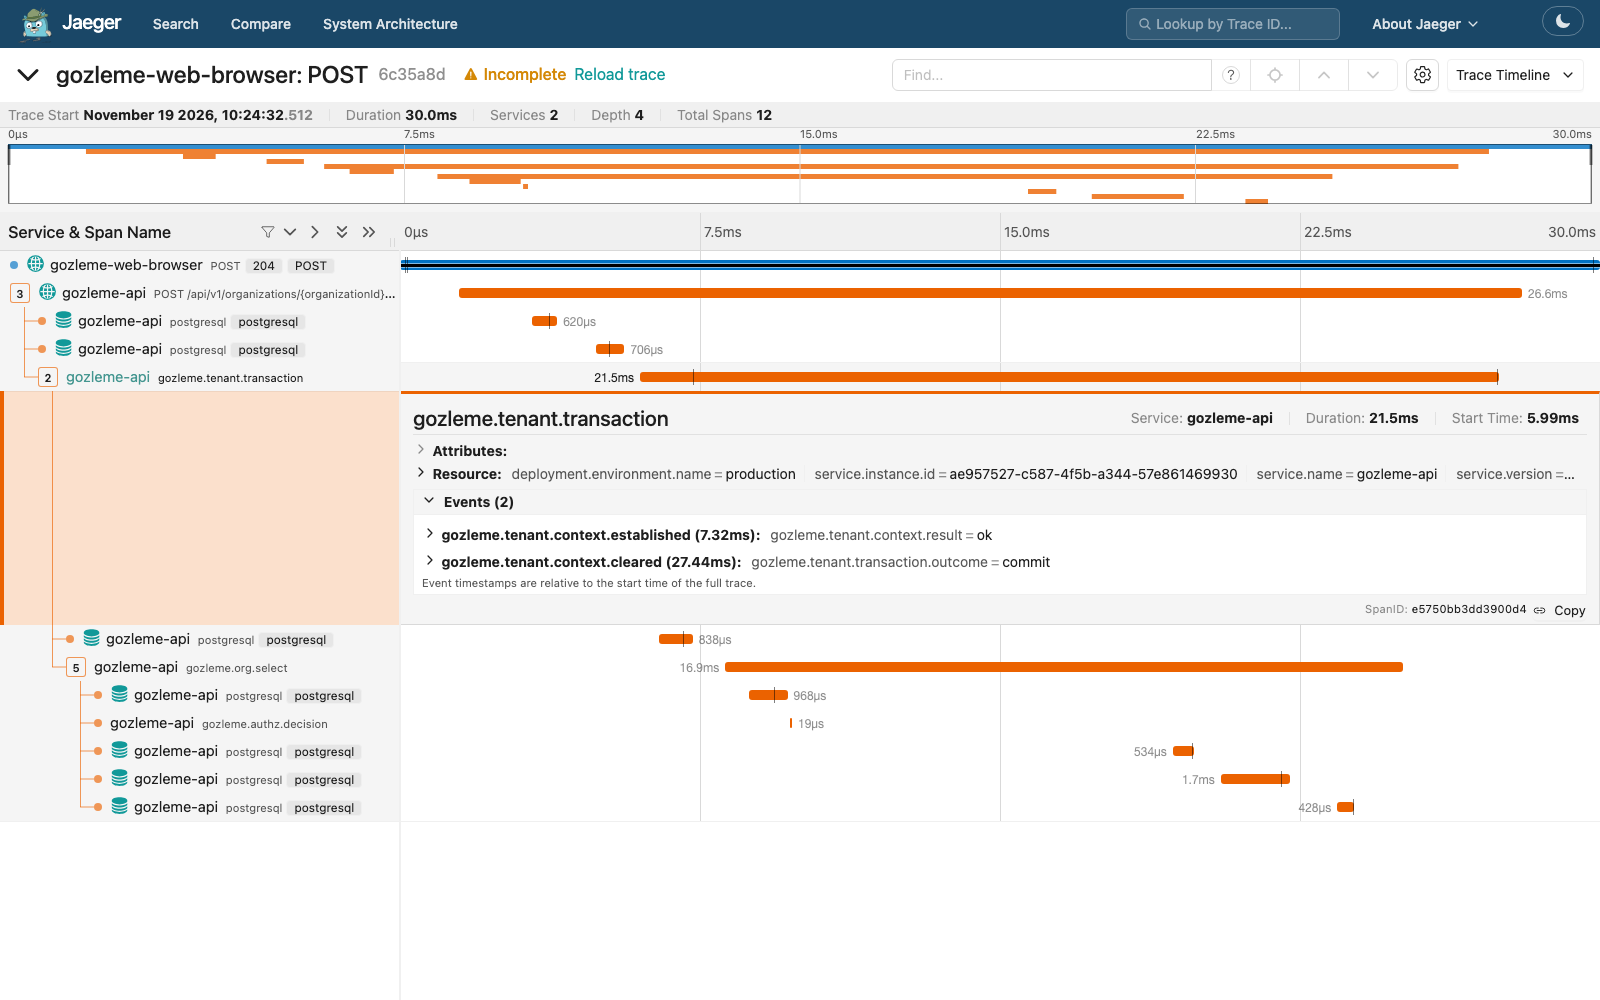 Jaeger Search Compare System Architecture Lookup by Trace ID... About Jaeger
gozleme-web-browser: POST 6c35a8d Incomplete Reload trace Find... ? Trace Timeline
Trace Start November 19 2026, 10:24:32.512 Duration 30.0ms Services 2 Depth 4 Total Spans 12
0μs 7.5ms 15.0ms 22.5ms 30.0ms
Service & Span Name 0μs 7.5ms 15.0ms 22.5ms 30.0ms
gozleme-web-browser POST 204 POST
3 gozleme-api POST /api/v1/organizations/{organizationId}... 26.6ms
gozleme-api postgresql postgresql 620μs
gozleme-api postgresql postgresql 706μs
2 gozleme-api gozleme.tenant.transaction 21.5ms
gozleme.tenant.transaction Service: gozleme-api Duration: 21.5ms Start Time: 5.99ms
Attributes:
Resource: deployment.environment.name = production service.instance.id = ae957527-c587-4f5b-a344-57e861469930 service.name = gozleme-api service.version =...
Events (2)
gozleme.tenant.context.established (7.32ms): gozleme.tenant.context.result = ok
gozleme.tenant.context.cleared (27.44ms): gozleme.tenant.transaction.outcome = commit
Event timestamps are relative to the start time of the full trace.
SpanID: e5750bb3dd3900d4 Copy
gozleme-api postgresql postgresql 838μs
5 gozleme-api gozleme.org.select 16.9ms
gozleme-api postgresql postgresql 968μs
gozleme-api gozleme.authz.decision 19μs
gozleme-api postgresql postgresql 534μs
gozleme-api postgresql postgresql 1.7ms
gozleme-api postgresql postgresql 428μs